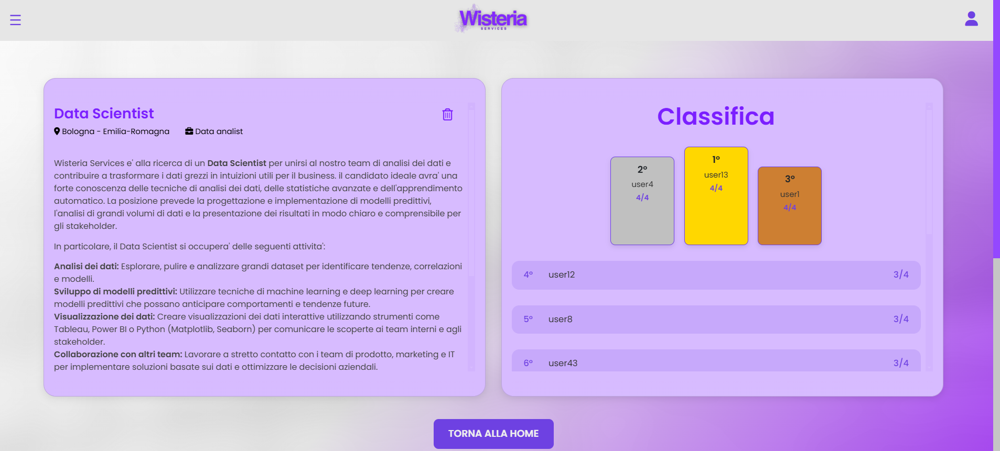 Wisteria
SERVICES
Data Scientist
Bologna - Emilia-Romagna Data analist
Wisteria Services e' alla ricerca di un Data Scientist per unirsi al nostro team di analisi dei dati e
contribuire a trasformare i dati grezzi in intuizioni utili per il business. il candidato ideale avra' una
forte conoscenza delle tecniche di analisi dei dati, delle statistiche avanzate e dell'apprendimento
automatico. La posizione prevede la progettazione e implementazione di modelli predittivi,
l'analisi di grandi volumi di dati e la presentazione dei risultati in modo chiaro e comprensibile per
gli stakeholder.
In particolare, il Data Scientist si occupera' delle seguenti attivita':
Analisi dei dati: Esplorare, pulire e analizzare grandi dataset per identificare tendenze, correlazioni
e modelli.
Sviluppo di modelli predittivi: Utilizzare tecniche di machine learning e deep learning per creare
modelli predittivi che possano anticipare comportamenti e tendenze future.
Visualizzazione dei dati: Creare visualizzazioni dei dati interattive utilizzando strumenti come
Tableau, Power BI o Python (Matplotlib, Seaborn) per comunicare le scoperte ai team interni e agli
stakeholder.
Collaborazione con altri team: Lavorare a stretto contatto con i team di prodotto, marketing e IT
per implementare soluzioni basate sui dati e ottimizzare le decisioni aziendali.
Classifica
2°
user4
4/4
1°
user13
4/4
3°
user1
4/4
4° user12 3/4
5° user8 3/4
6° user43 3/4
TORNA ALLA HOME